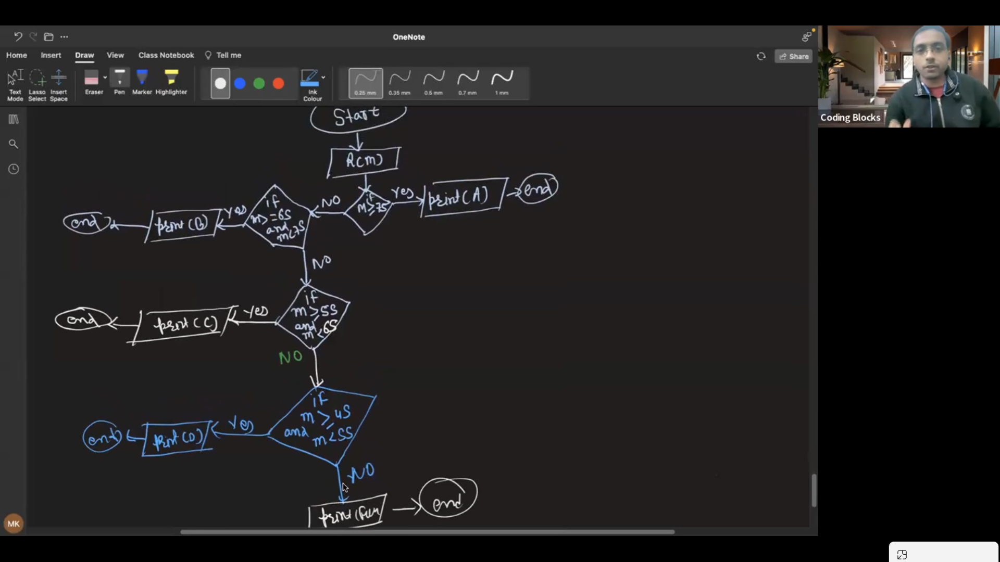 OneNote
Home Insert Draw View Class Notebook Tell me
Share
Text Mode
Lasso Select
Insert Space
Eraser
Pen
Marker
Highlighter
Ink Colour
0.25 mm
0.35 mm
0.5 mm
0.7 mm
1 mm
Coding Blocks
Start
R(m)
if
m≥75
Yes
print(A)
end
NO
if
m>=65
and
m<75
Yes
print(B)
end
NO
if
m≥55
and
m<65
Yes
print(C)
end
NO
if
m≥45
and
m<55
Yes
print(D)
end
NO
end
MK